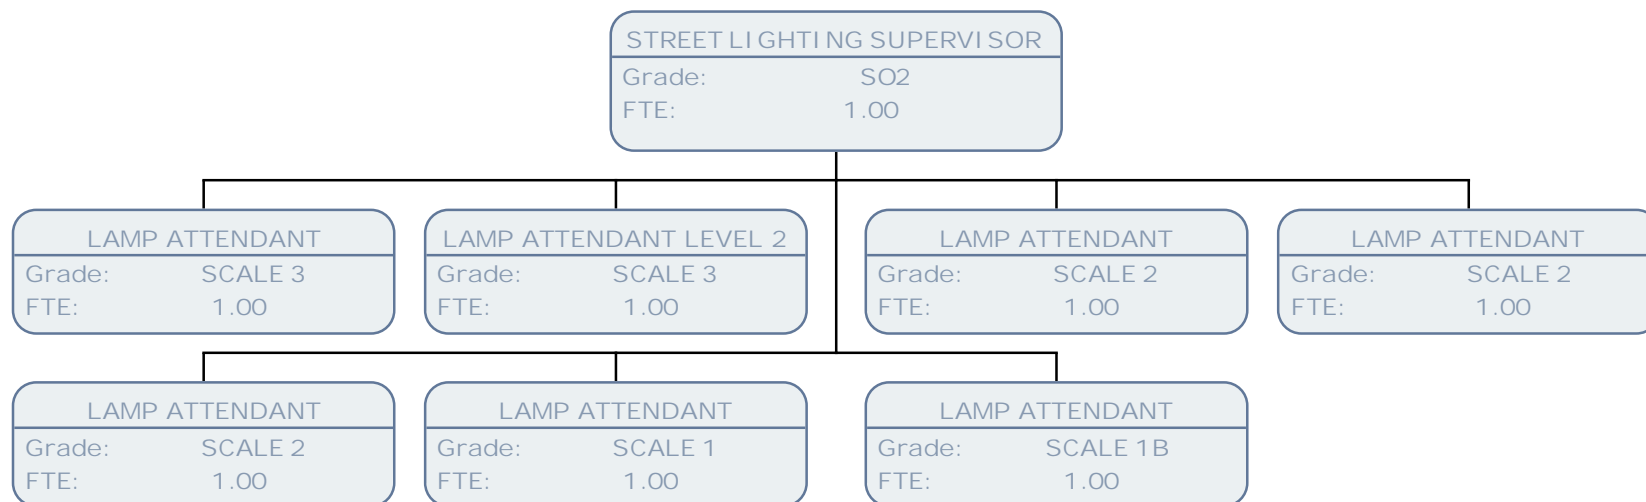 STREET LIGHTING SUPERVISOR
Grade: SO2
FTE: 1.00
LAMP ATTENDANT
Grade: SCALE 3
FTE: 1.00
LAMP ATTENDANT LEVEL 2
Grade: SCALE 3
FTE: 1.00
LAMP ATTENDANT
Grade: SCALE 2
FTE: 1.00
LAMP ATTENDANT
Grade: SCALE 2
FTE: 1.00
LAMP ATTENDANT
Grade: SCALE 2
FTE: 1.00
LAMP ATTENDANT
Grade: SCALE 1
FTE: 1.00
LAMP ATTENDANT
Grade: SCALE 1B
FTE: 1.00